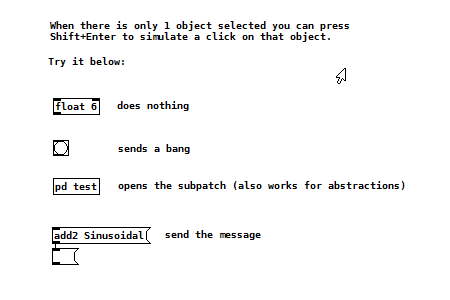 When there is only 1 object selected you can press
Shift+Enter to simulate a click on that object.
Try it below:
float 6 does nothing
sends a bang
pd test opens the subpatch (also works for abstractions)
add2 Sinusoidal send the message